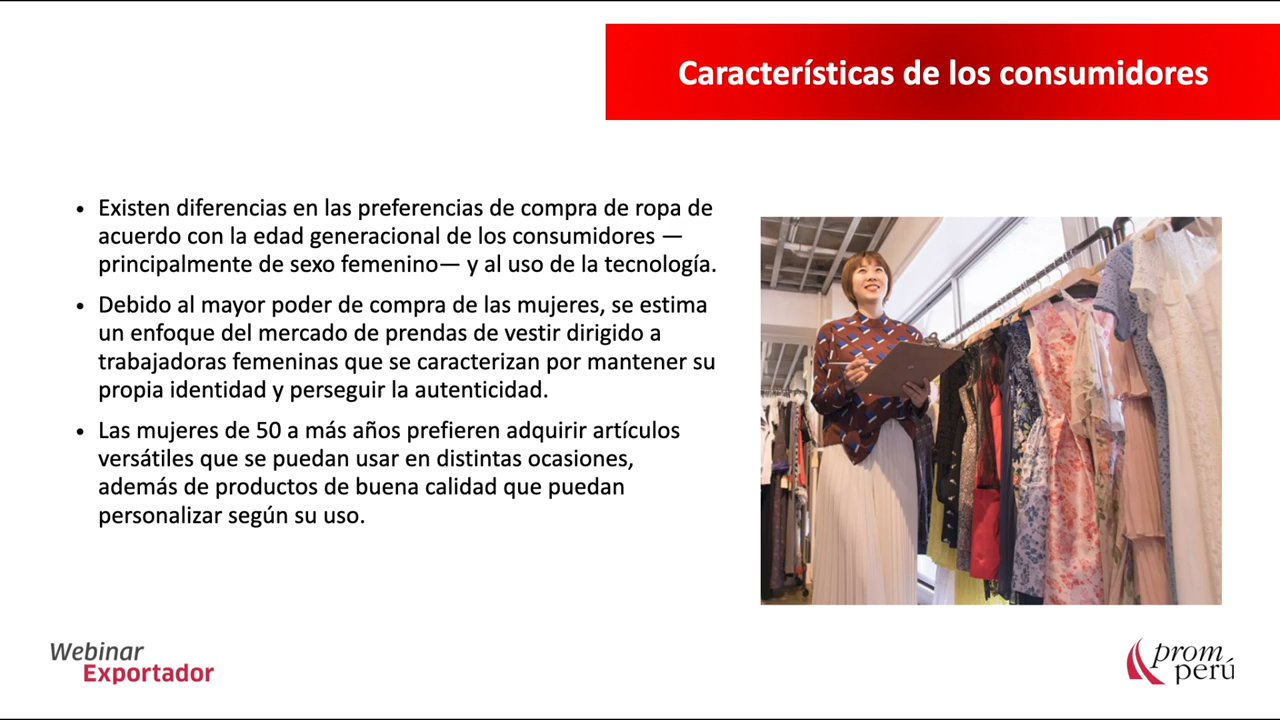 Características de los consumidores
• Existen diferencias en las preferencias de compra de ropa de
acuerdo con la edad generacional de los consumidores —
principalmente de sexo femenino— y al uso de la tecnología.
• Debido al mayor poder de compra de las mujeres, se estima
un enfoque del mercado de prendas de vestir dirigido a
trabajadoras femeninas que se caracterizan por mantener su
propia identidad y perseguir la autenticidad.
• Las mujeres de 50 a más años prefieren adquirir artículos
versátiles que se puedan usar en distintas ocasiones,
además de productos de buena calidad que puedan
personalizar según su uso.
Webinar
Exportador
prom
perú